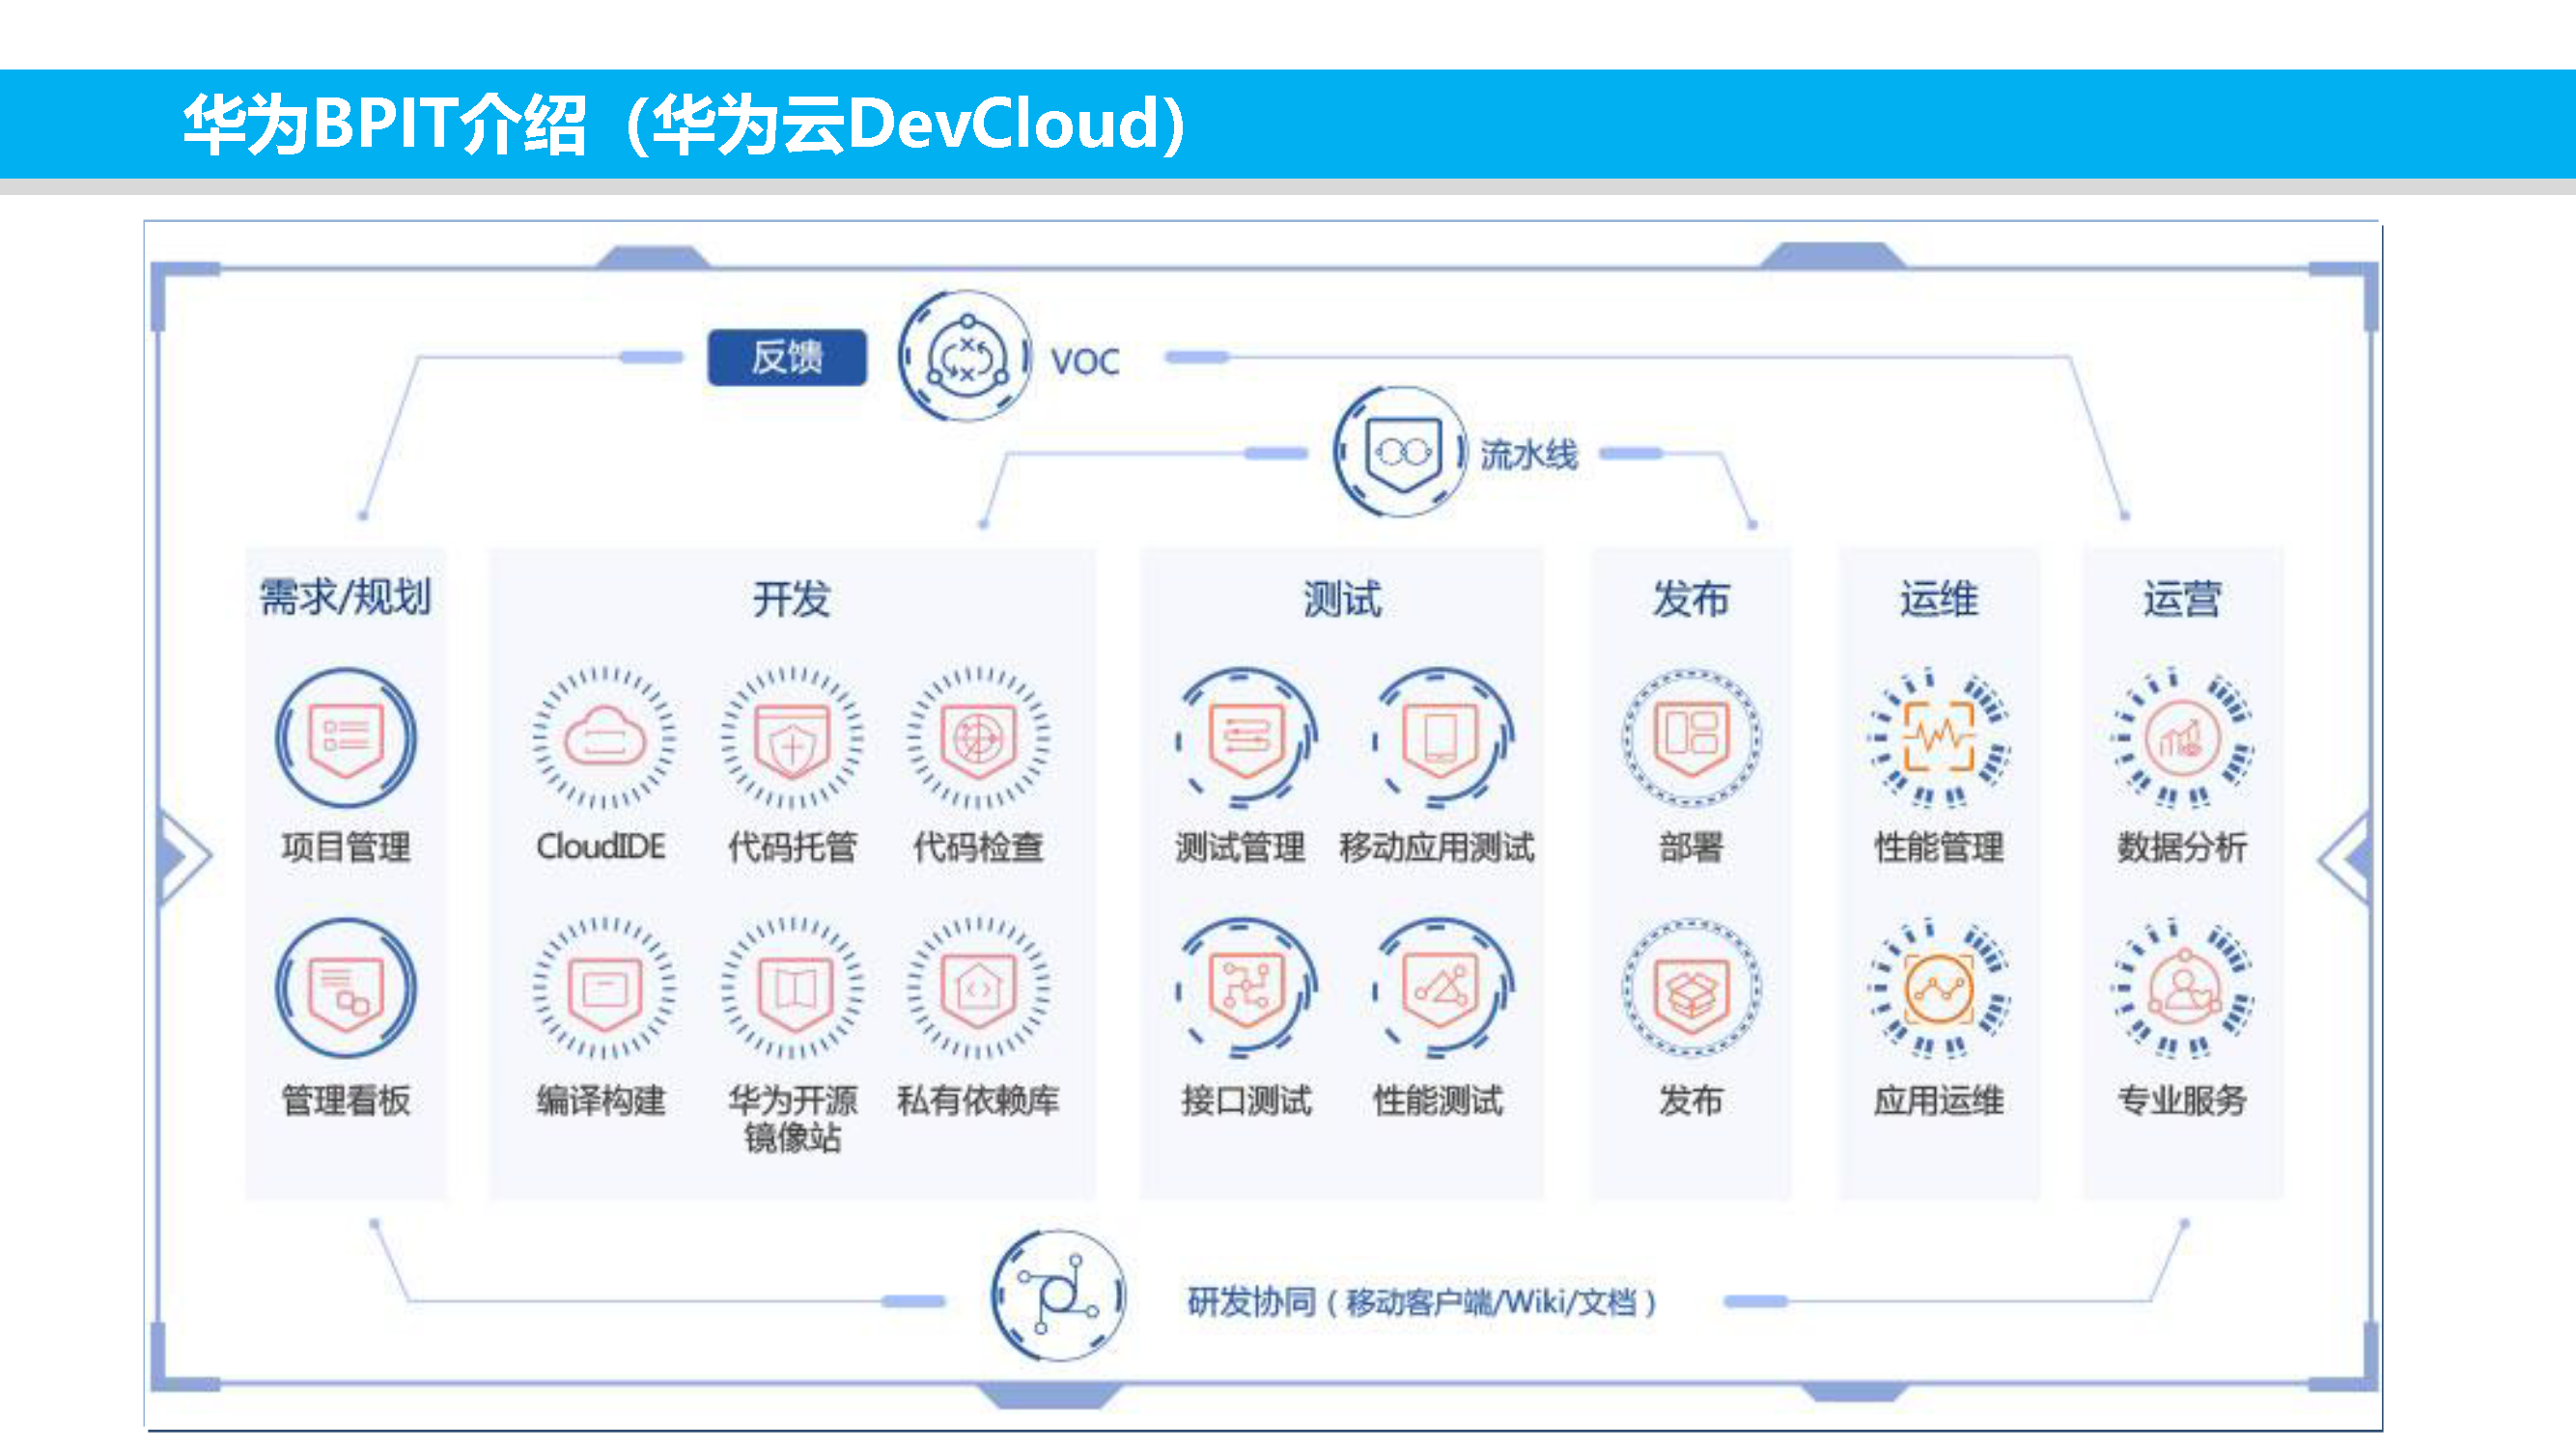 华为BPIT介绍（华为云DevCloud）
反馈
VOC
流水线
需求/规划
开发
测试
发布
运维
运营
项目管理
CloudIDE
代码托管
代码检查
测试管理
移动应用测试
部署
性能管理
数据分析
管理看板
编译构建
华为开源
镜像站
私有依赖库
接口测试
性能测试
发布
应用运维
专业服务
研发协同（移动客户端/Wiki/文档）